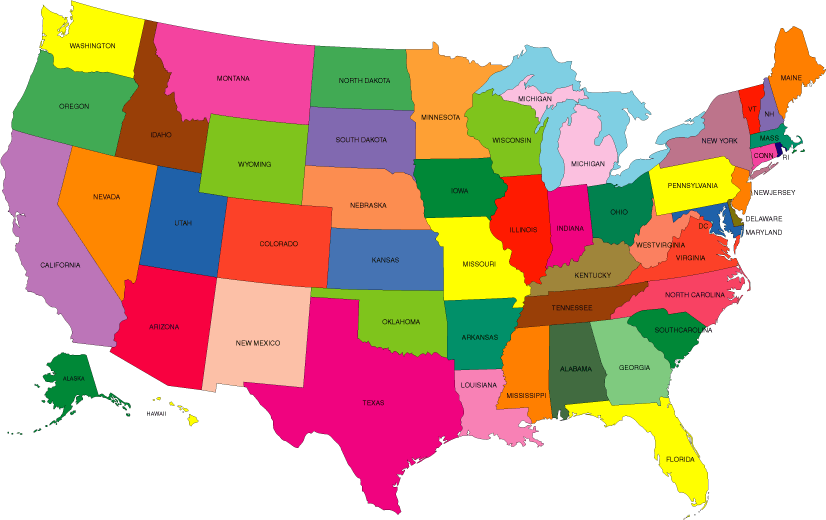 WASHINGTON
MONTANA
NORTH DAKOTA
MINNESOTA
MICHIGAN
MAINE
OREGON
IDAHO
WYOMING
SOUTH DAKOTA
WISCONSIN
MICHIGAN
NEW YORK
VT
NH
MASS
CONN
RI
NEVADA
UTAH
COLORADO
NEBRASKA
IOWA
ILLINOIS
INDIANA
OHIO
PENNSYLVANIA
NEWJERSEY
DELAWARE
MARYLAND
DC
CALIFORNIA
KANSAS
MISSOURI
KENTUCKY
WESTVIRGINIA
VIRGINIA
ARIZONA
NEW MEXICO
OKLAHOMA
ARKANSAS
TENNESSEE
NORTH CAROLINA
SOUTHCAROLINA
TEXAS
LOUISIANA
MISSISSIPPI
ALABAMA
GEORGIA
FLORIDA
ALASKA
HAWAII